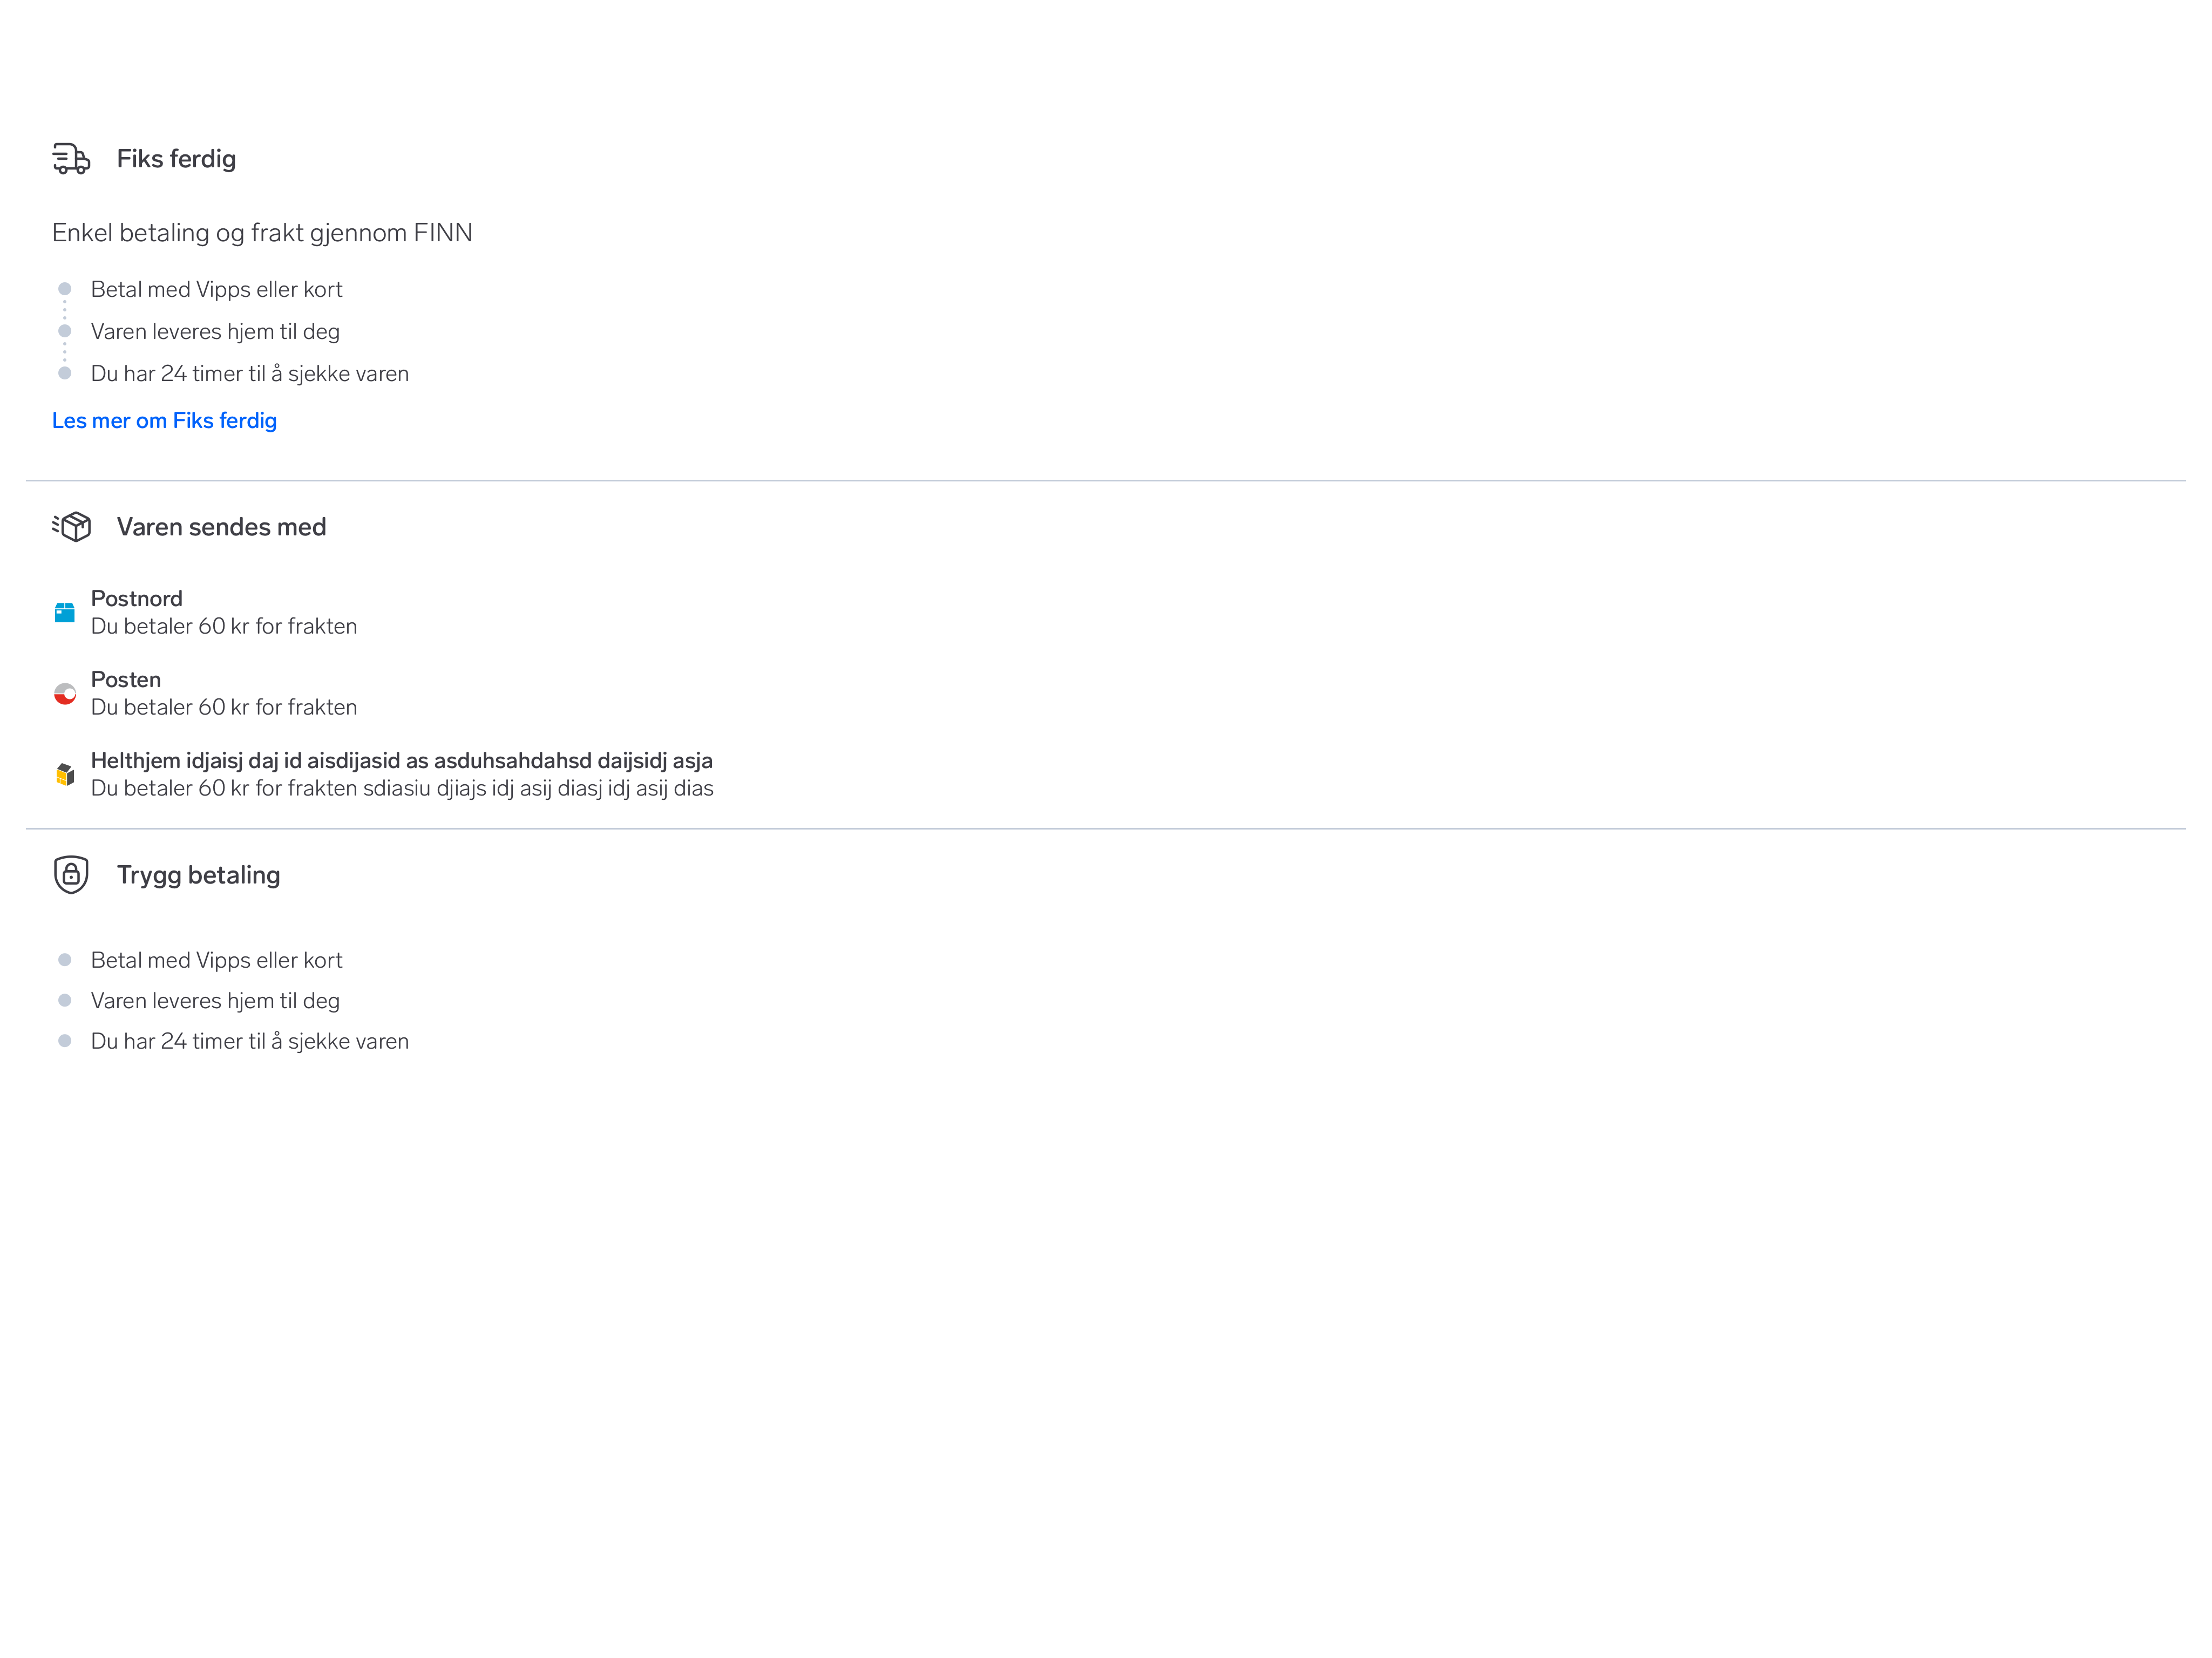 Fiks ferdig
Enkel betaling og frakt gjennom FINN
Betal med Vipps eller kort
Varen leveres hjem til deg
Du har 24 timer til å sjekke varen
Les mer om Fiks ferdig
Varen sendes med
Postnord
Du betaler 60 kr for frakten
Posten
Du betaler 60 kr for frakten
Helthjem idjaisj daj id aisdijasid as asduhsahdahsd daijsidj asja
Du betaler 60 kr for frakten sdiasiu djiajs idj asij diasj idj asij dias
Trygg betaling
Betal med Vipps eller kort
Varen leveres hjem til deg
Du har 24 timer til å sjekke varen